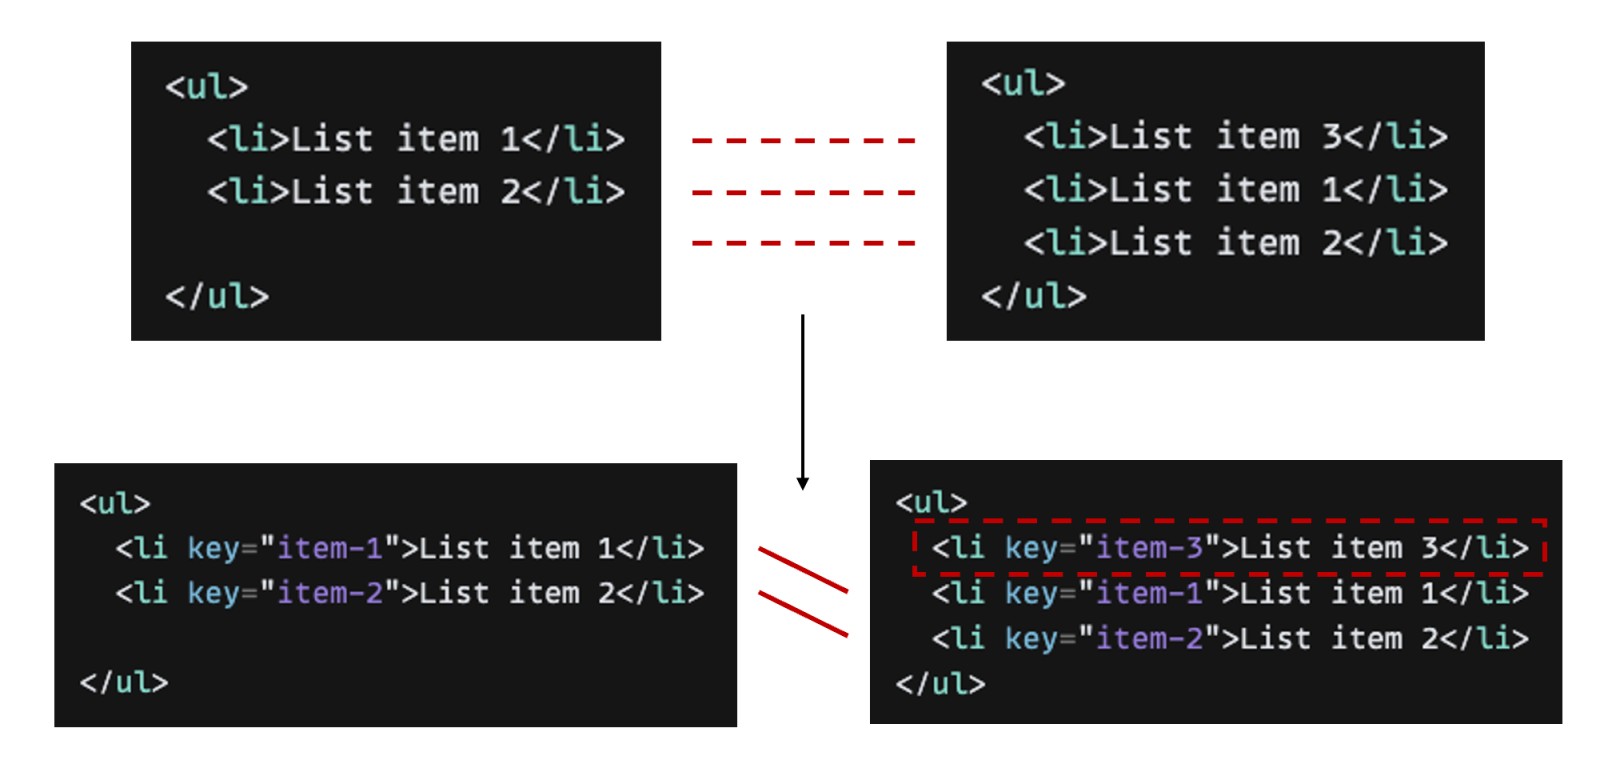 <ul>
<li>List item 1</li>
<li>List item 2</li>
</ul>
<ul>
<li>List item 3</li>
<li>List item 1</li>
<li>List item 2</li>
</ul>
<ul>
<li key="item-1">List item 1</li>
<li key="item-2">List item 2</li>
</ul>
<ul>
<li key="item-3">List item 3</li>
<li key="item-1">List item 1</li>
<li key="item-2">List item 2</li>
</ul>